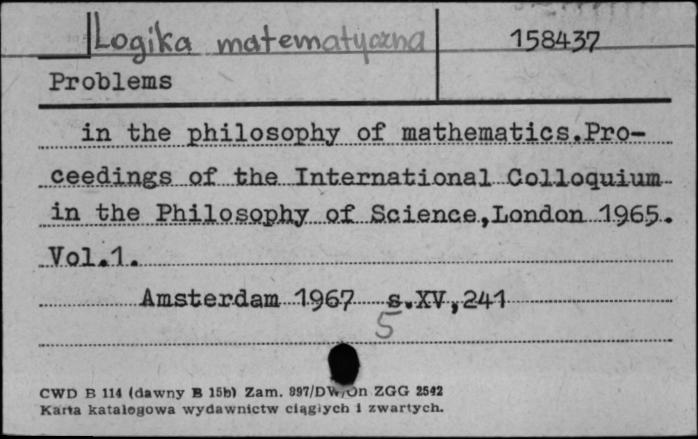 Logika matematyczna 158437
Problems
in the philosophy of mathematics.Pro-
ceedings of the International Colloquium
in the Philosophy of Science,London 1965.
Vol.1.
Amsterdam 1967 s.XV,241
5
CWD B 114 (dawny B 15b) Zam. 997/DW/Dn ZGG 2542
Karta katalogowa wydawnictw ciągłych i zwartych.